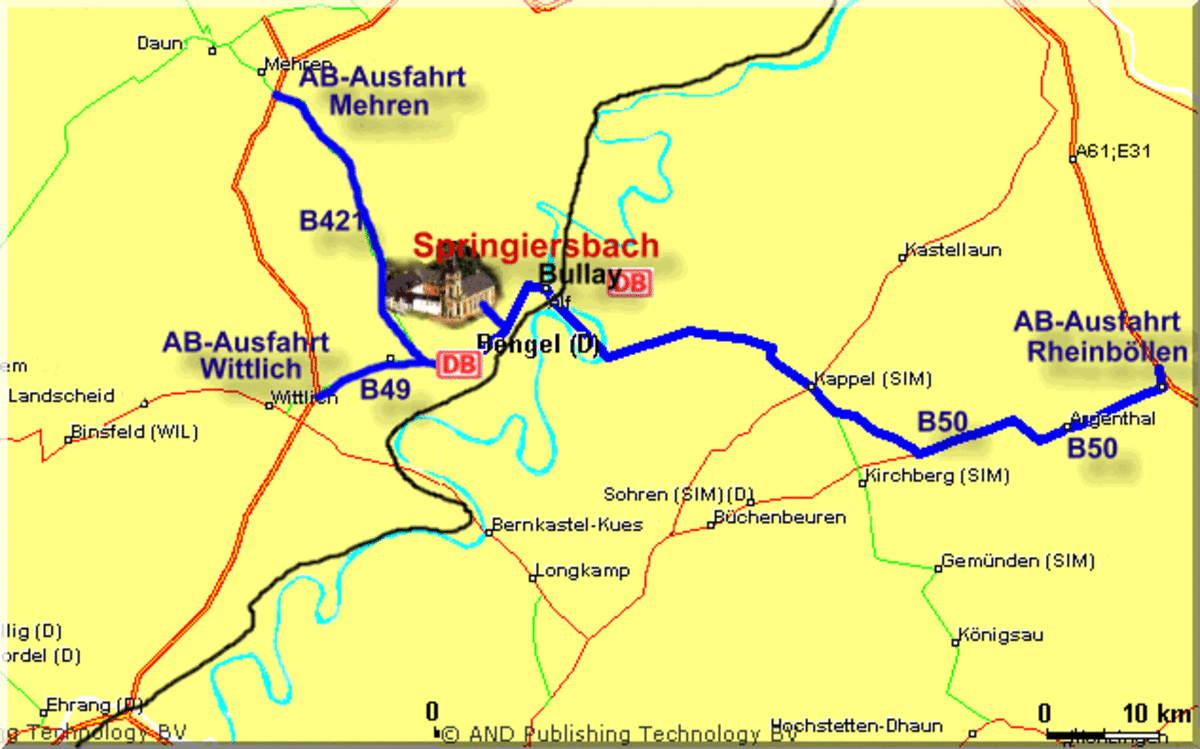 Daun
Mehren
AB-Ausfahrt
Mehren
A61;E31
B421
Springiersbach
Bullay
DB
Alf
Kastellaun
AB-Ausfahrt
Rheinböllen
AB-Ausfahrt
Wittlich
Bengel (D)
DB
B49
em
Landscheid
Wittlich
Binsfeld (WIL)
Kappel (SIM)
B50
Argenthal
B50
Kirchberg (SIM)
Sohren (SIM) (D)
Büchenbeuren
Bernkastel-Kues
Longkamp
Gemünden (SIM)
Königsau
llig (D)
ordel (D)
Ehrang (D)
0
0 10 km
Hochstetten-Dhaun
ng Technology BV
© AND Publishing Technology BV